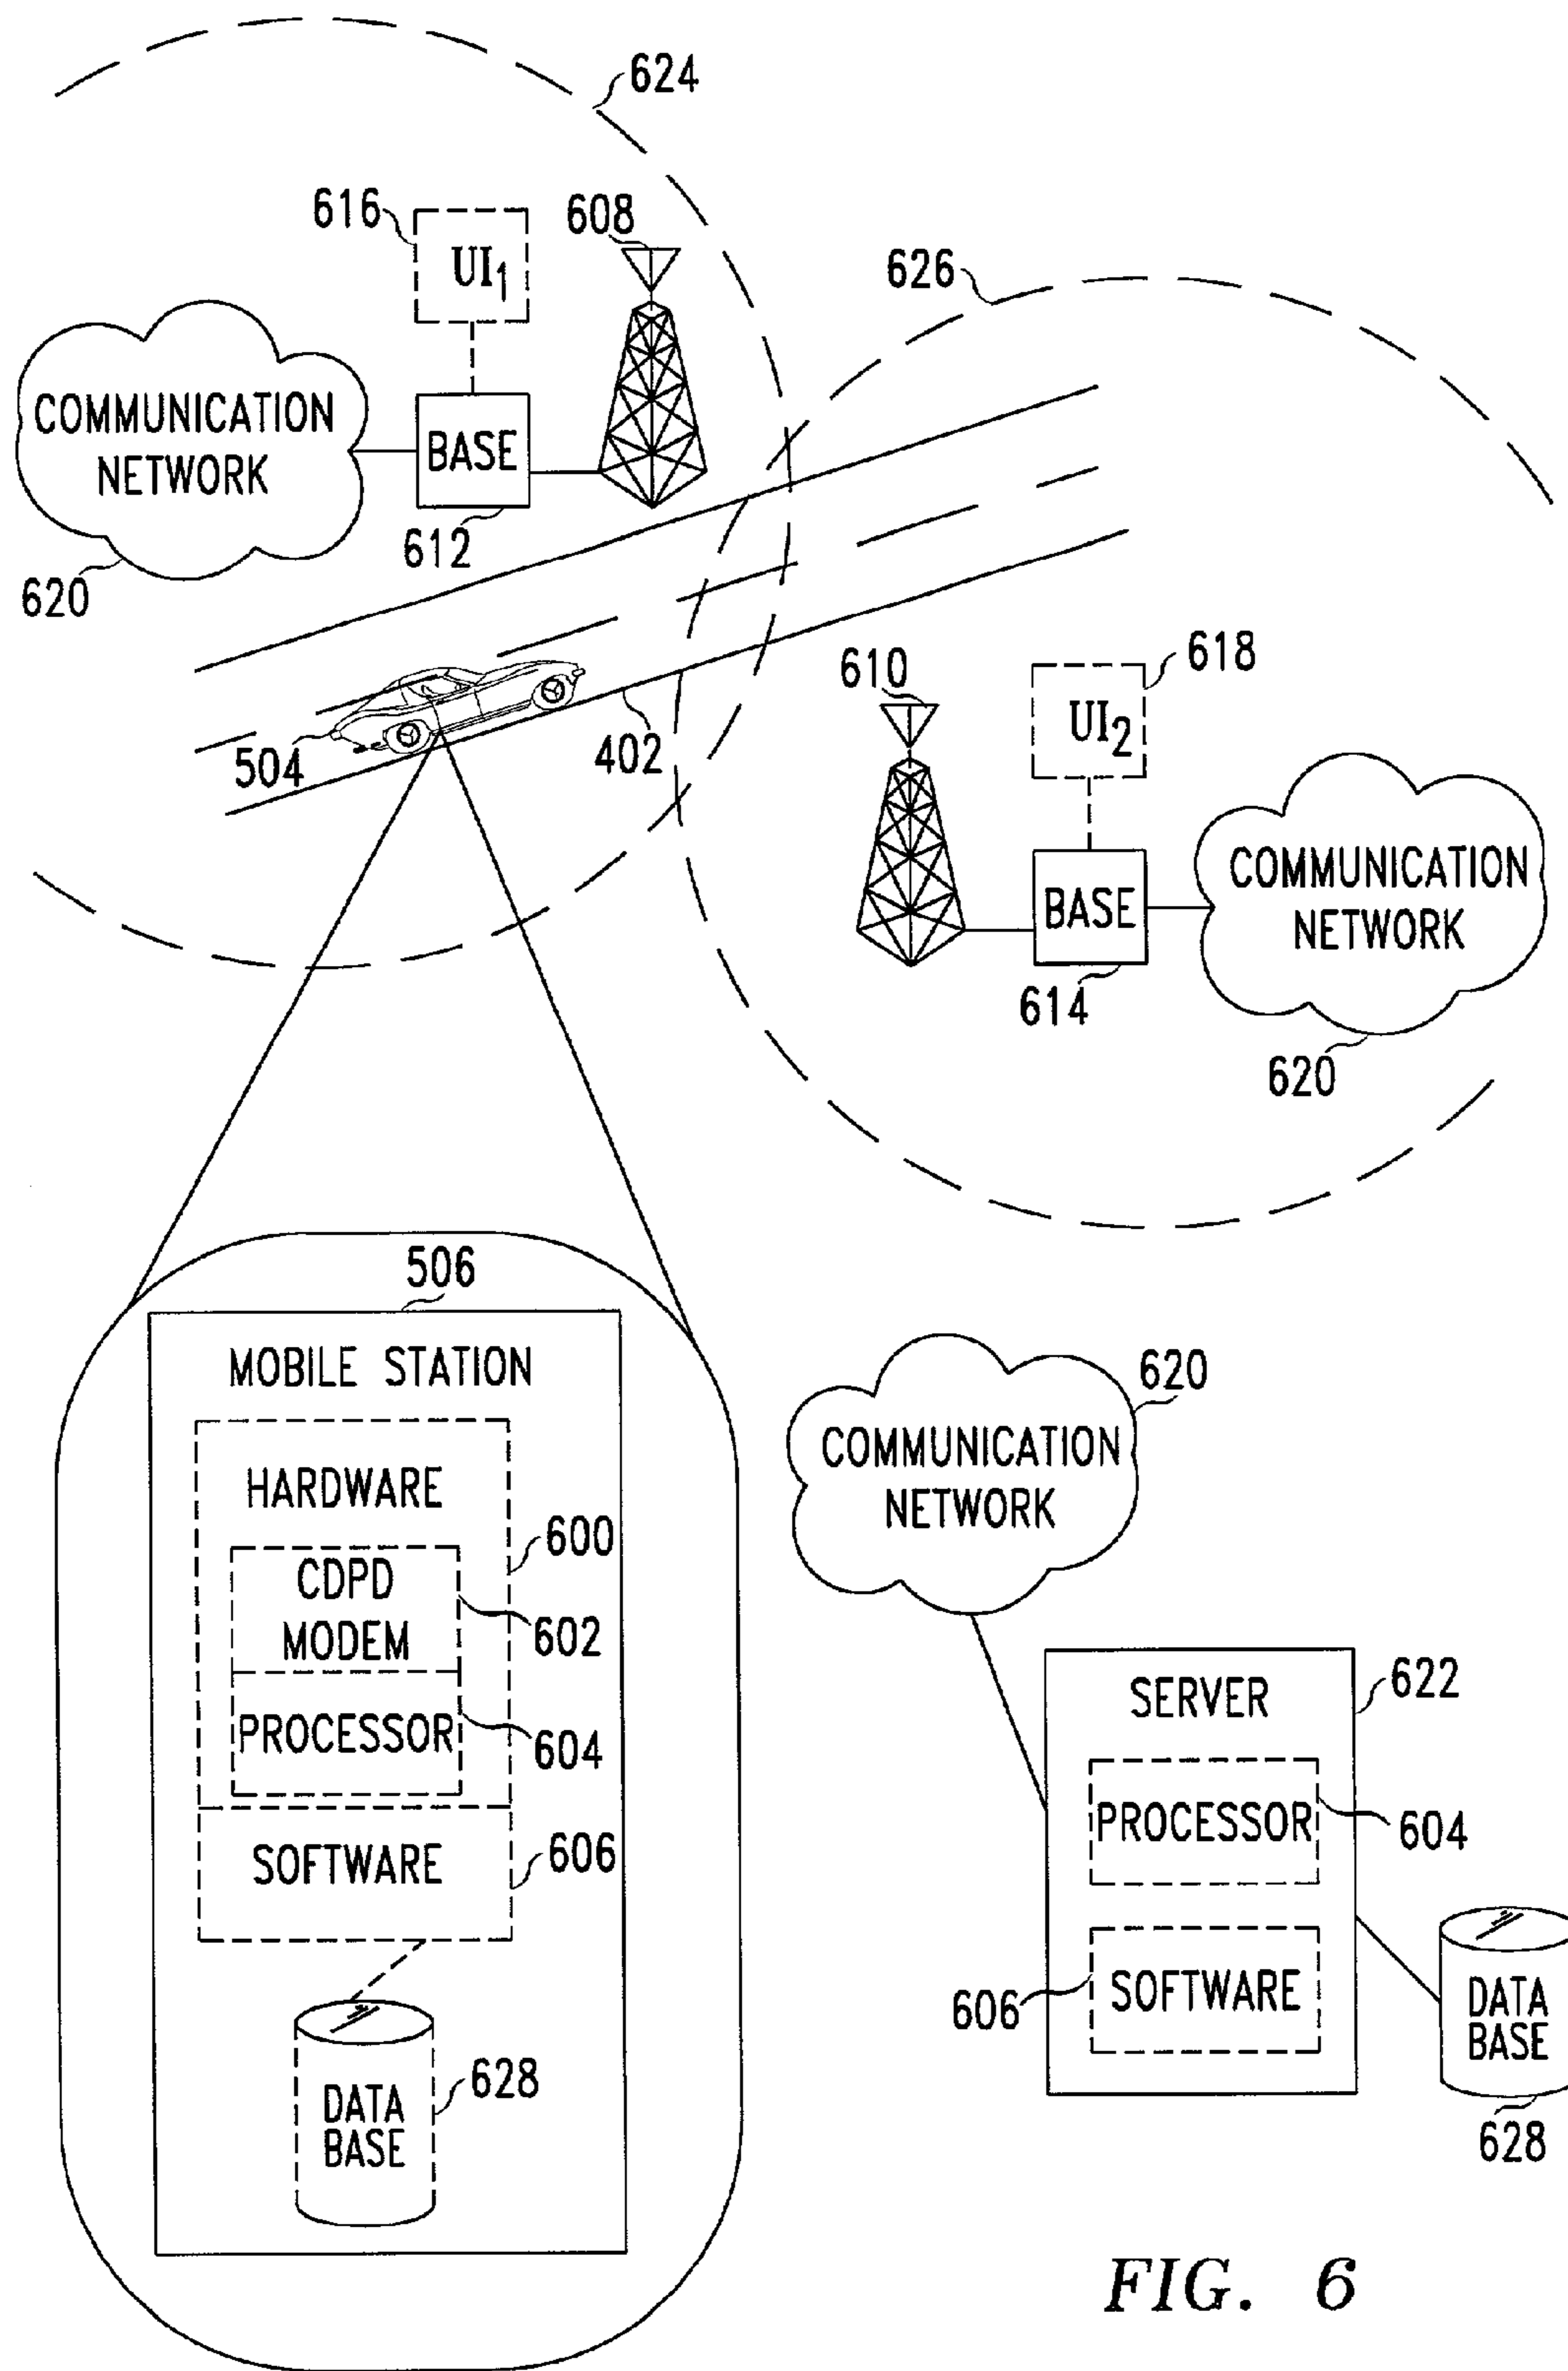 624
616
608
UI1
626
COMMUNICATION
NETWORK
BASE
612
620
504
402
610
618
UI2
BASE
COMMUNICATION
NETWORK
614
620
506
MOBILE STATION
HARDWARE
600
CDPD
MODEM
602
PROCESSOR
604
SOFTWARE
606
DATA
BASE
628
620
COMMUNICATION
NETWORK
622
SERVER
PROCESSOR
604
606
SOFTWARE
DATA
BASE
628
FIG. 6